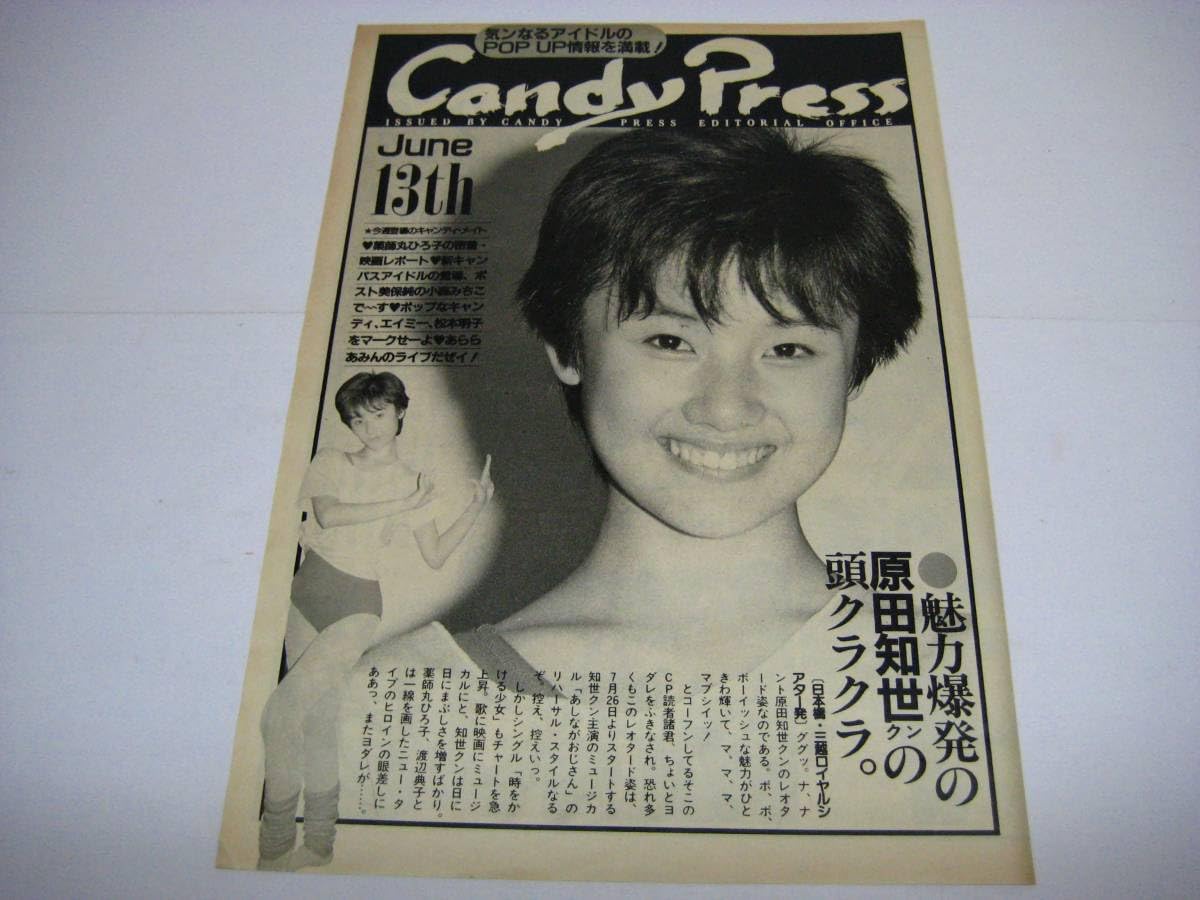 気ンなるアイドルの
POP UP情報を満載!
Candy Press
ISSUED BY CANDY PRESS EDITORIAL OFFICE
June
13th
★今週登場のキャンディ・メイト
♥薬師丸ひろ子の密着・
映画レポート♥新キャン
パスアイドルの登場、ポ
スト美保純の小森みちこ
で〜す♥ポップなキャン
ディ、エイミー、松本明子
をマークせーよ♥あらら
あみんのライブだぜイ!
●魅力爆発の
原田知世クンの
頭クラクラ。
〔日本橋・三越ロイヤルシ
アター発〕ググッ。ナ、ナ
ント原田知世クンのレオタ
ード姿なのである。ボ、ボ、
ボーイッシュな魅力がひと
きわ輝いて、マ、マ、マ、
マブシイッ!
とコーフンしてるそこの
CP読者諸君、ちょいとヨ
ダレをふきなされ。恐れ多
くもこのレオタード姿は、
7月26日よりスタートする
知世クン主演のミュージカ
ル「あしながおじさん」の
リハーサル・スタイルなる
ぞ。控え、控えいっ。
しかしシングル「時をか
ける少女」もチャートを急
上昇。歌に映画にミュージ
カルにと、知世クンは日に
日にまぶしさを増すばかり。
薬師丸ひろ子、渡辺典子と
は一線を画したニュー・タ
イプのヒロインの眼差しに
ああっ、またヨダレが……。